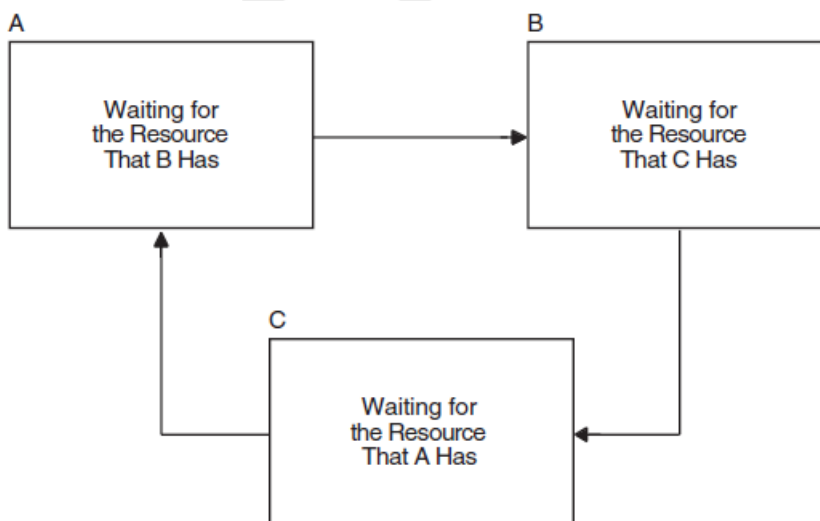 A
Waiting for
the Resource
That B Has
B
Waiting for
the Resource
That C Has
C
Waiting for
the Resource
That A Has